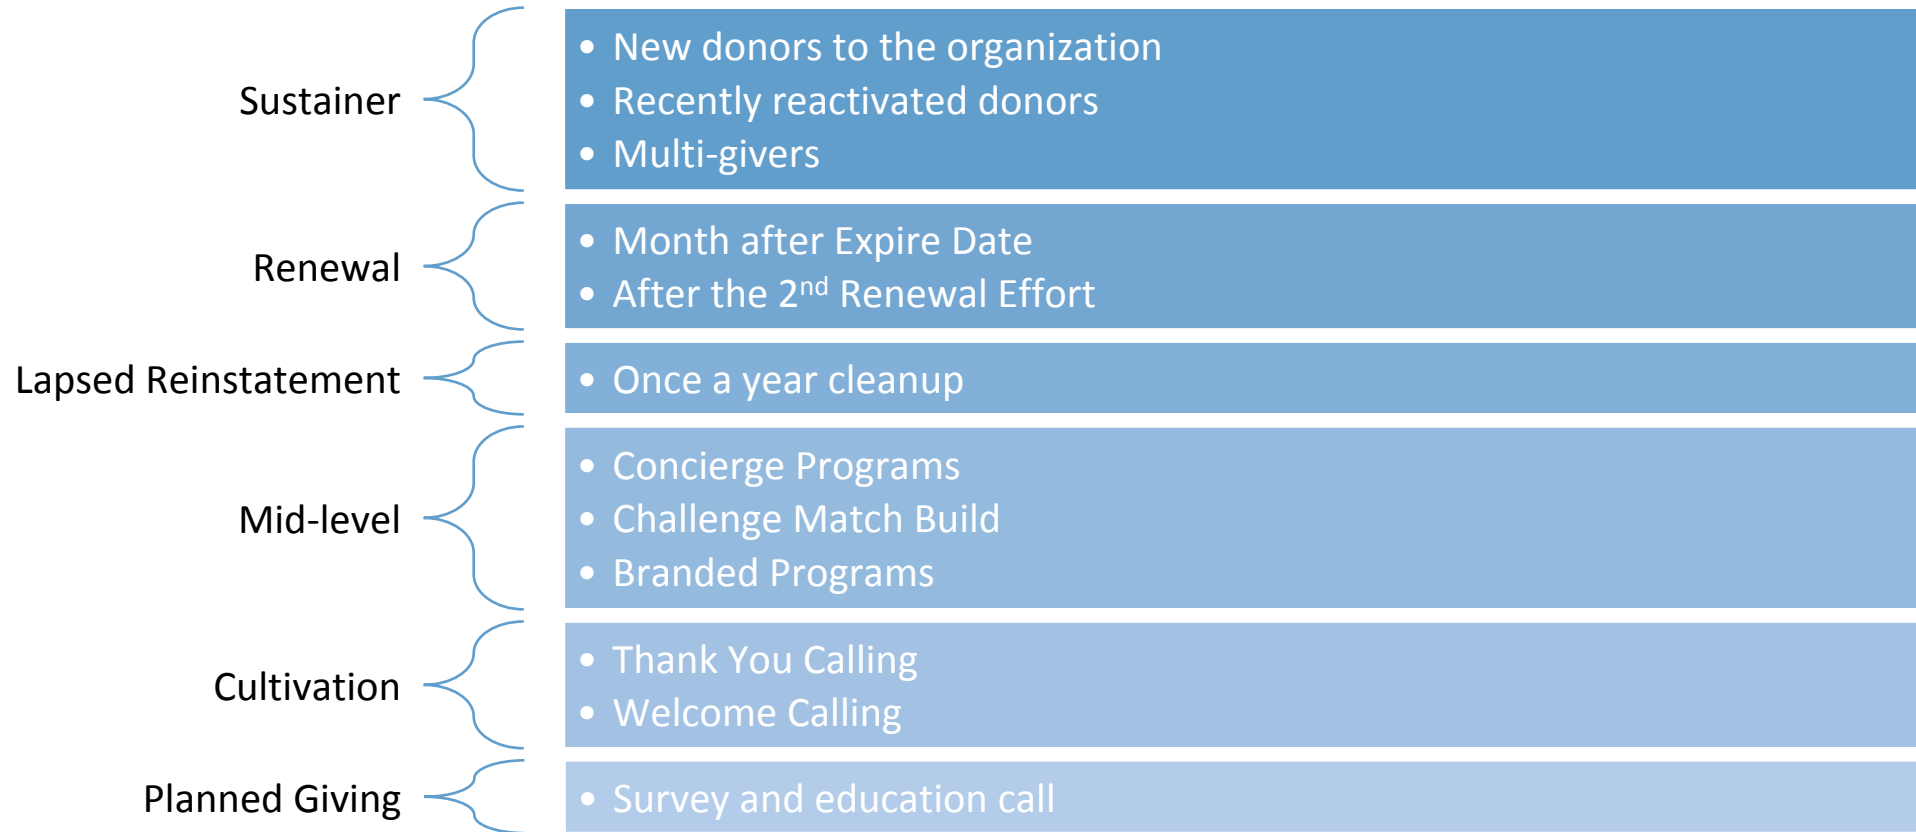 Sustainer
• New donors to the organization
• Recently reactivated donors
• Multi-givers
Renewal
• Month after Expire Date
• After the 2nd Renewal Effort
Lapsed Reinstatement
• Once a year cleanup
Mid-level
• Concierge Programs
• Challenge Match Build
• Branded Programs
Cultivation
• Thank You Calling
• Welcome Calling
Planned Giving
• Survey and education call